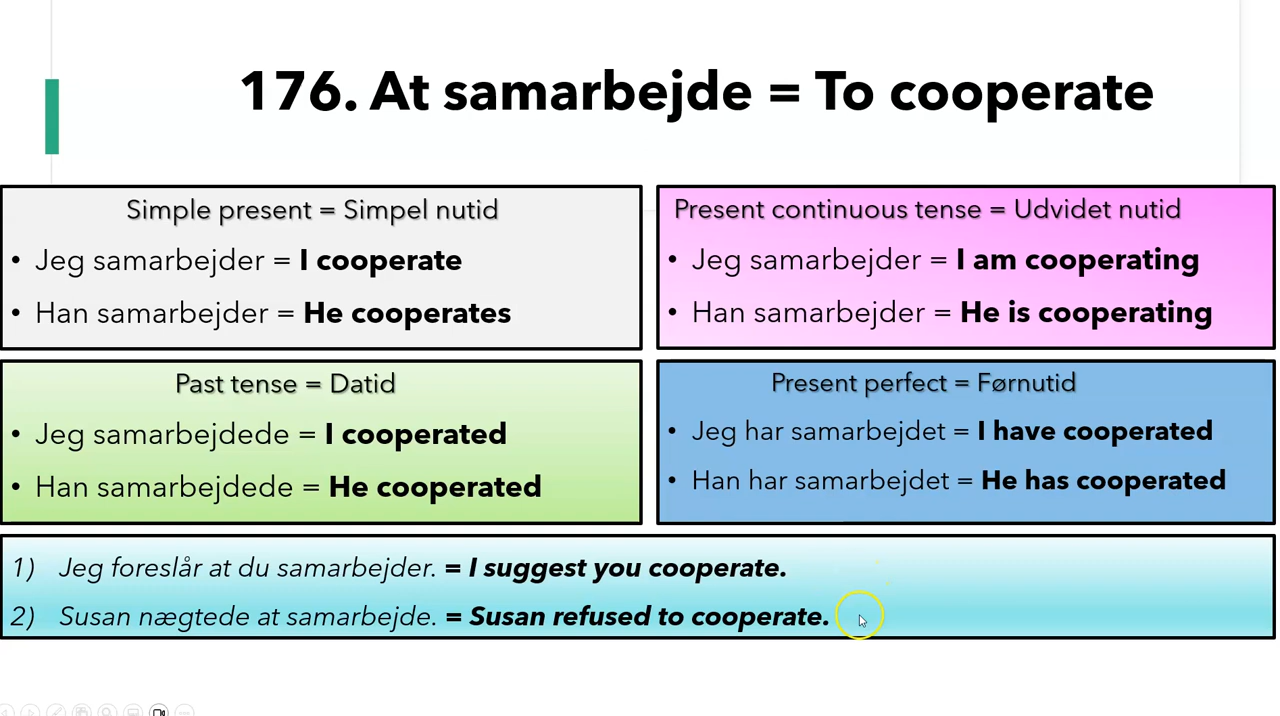 176. At samarbejde = To cooperate
Simple present = Simpel nutid
• Jeg samarbejder = I cooperate
• Han samarbejder = He cooperates
Present continuous tense = Udvidet nutid
• Jeg samarbejder = I am cooperating
• Han samarbejder = He is cooperating
Past tense = Datid
• Jeg samarbejdede = I cooperated
• Han samarbejdede = He cooperated
Present perfect = Førnutid
• Jeg har samarbejdet = I have cooperated
• Han har samarbejdet = He has cooperated
1) Jeg foreslår at du samarbejder. = I suggest you cooperate.
2) Susan nægtede at samarbejde. = Susan refused to cooperate.